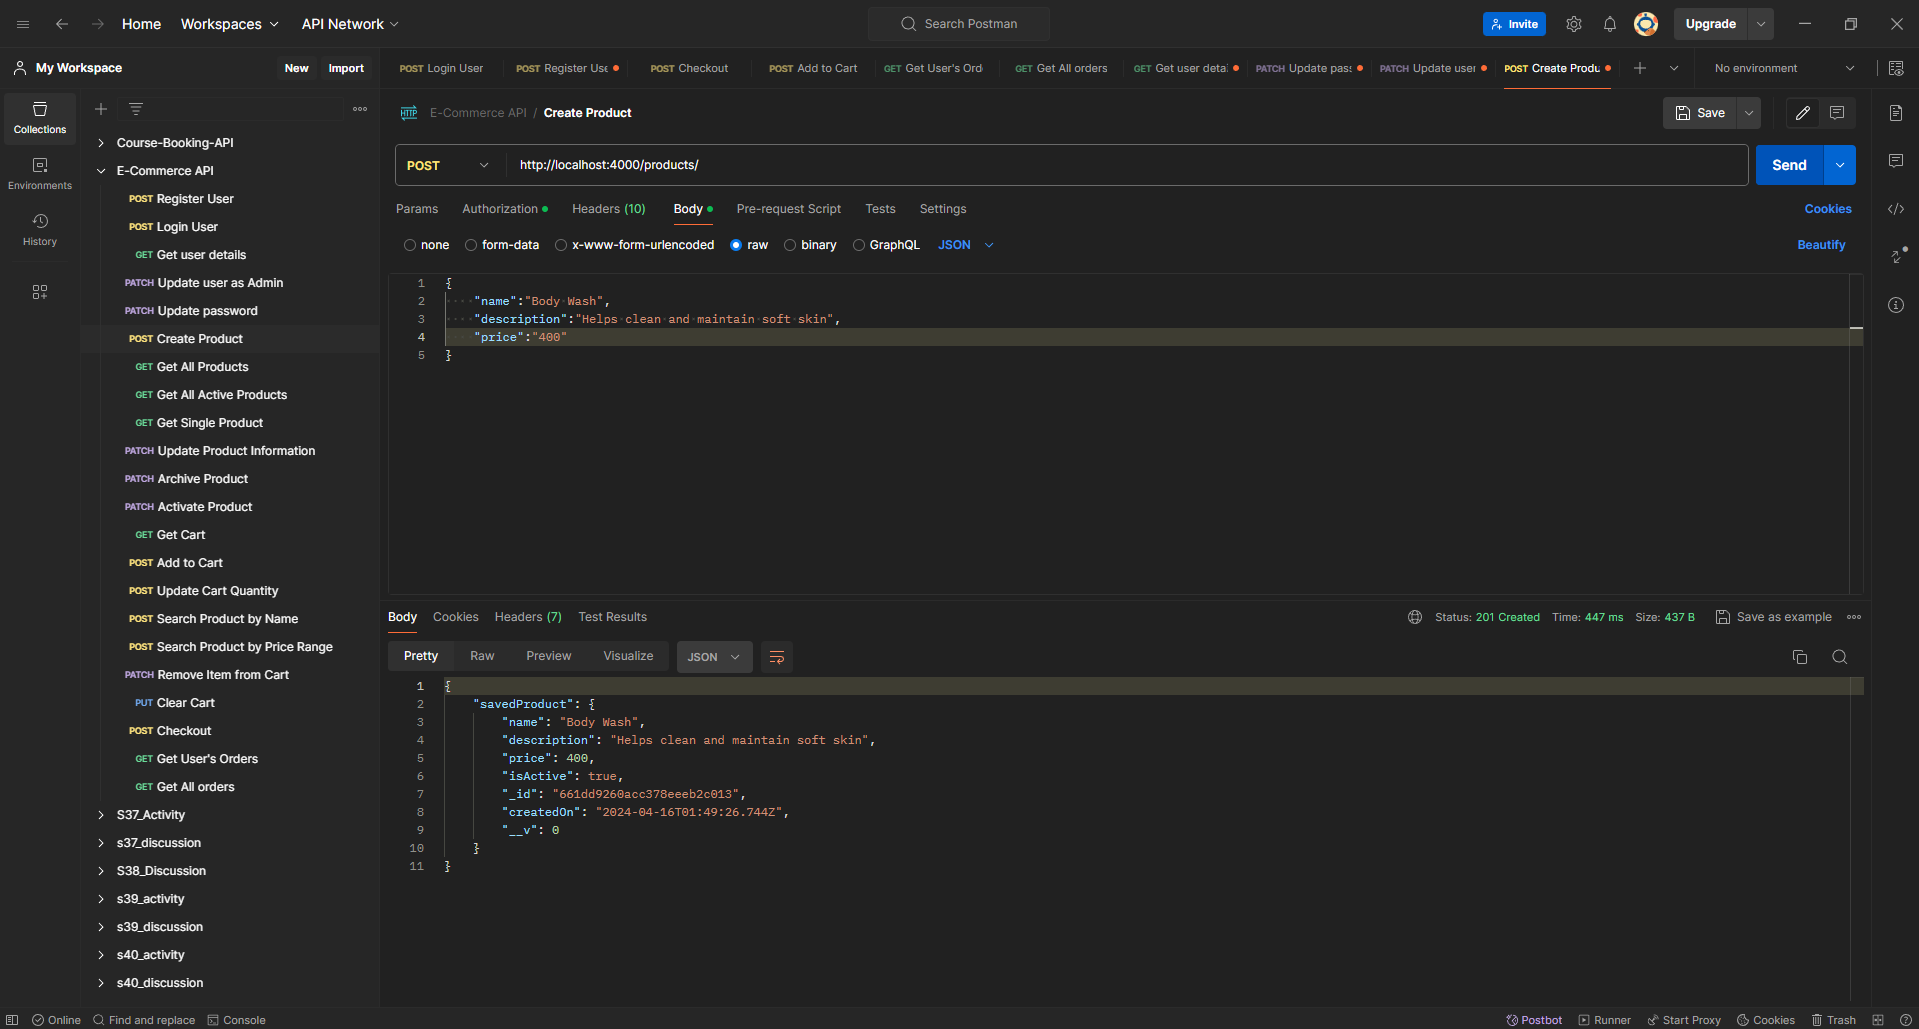 Home Workspaces API Network Search Postman Invite Upgrade
My Workspace New Import
POST Login User POST Register Use POST Checkout POST Add to Cart GET Get User's Ord GET Get All orders GET Get user detai PATCH Update pass PATCH Update user POST Create Produ No environment
Collections
Environments
History
Course-Booking-API
E-Commerce API
POST Register User
POST Login User
GET Get user details
PATCH Update user as Admin
PATCH Update password
POST Create Product
GET Get All Products
GET Get All Active Products
GET Get Single Product
PATCH Update Product Information
PATCH Archive Product
PATCH Activate Product
GET Get Cart
POST Add to Cart
POST Update Cart Quantity
POST Search Product by Name
POST Search Product by Price Range
PATCH Remove Item from Cart
PUT Clear Cart
POST Checkout
GET Get User's Orders
GET Get All orders
S37_Activity
s37_discussion
S38_Discussion
s39_activity
s39_discussion
s40_activity
s40_discussion
HTTP E-Commerce API / Create Product Save
POST http://localhost:4000/products/ Send
Params Authorization Headers (10) Body Pre-request Script Tests Settings Cookies
none form-data x-www-form-urlencoded raw binary GraphQL JSON Beautify
1 {
2 "name":"Body Wash",
3 "description":"Helps clean and maintain soft skin",
4 "price":"400"
5 }
Body Cookies Headers (7) Test Results Status: 201 Created Time: 447 ms Size: 437 B Save as example
Pretty Raw Preview Visualize JSON
1 {
2 "savedProduct": {
3 "name": "Body Wash",
4 "description": "Helps clean and maintain soft skin",
5 "price": 400,
6 "isActive": true,
7 "_id": "661dd9260acc378eeeb2c013",
8 "createdOn": "2024-04-16T01:49:26.744Z",
9 "__v": 0
10 }
11 }
Online Find and replace Console Postbot Runner Start Proxy Cookies Trash